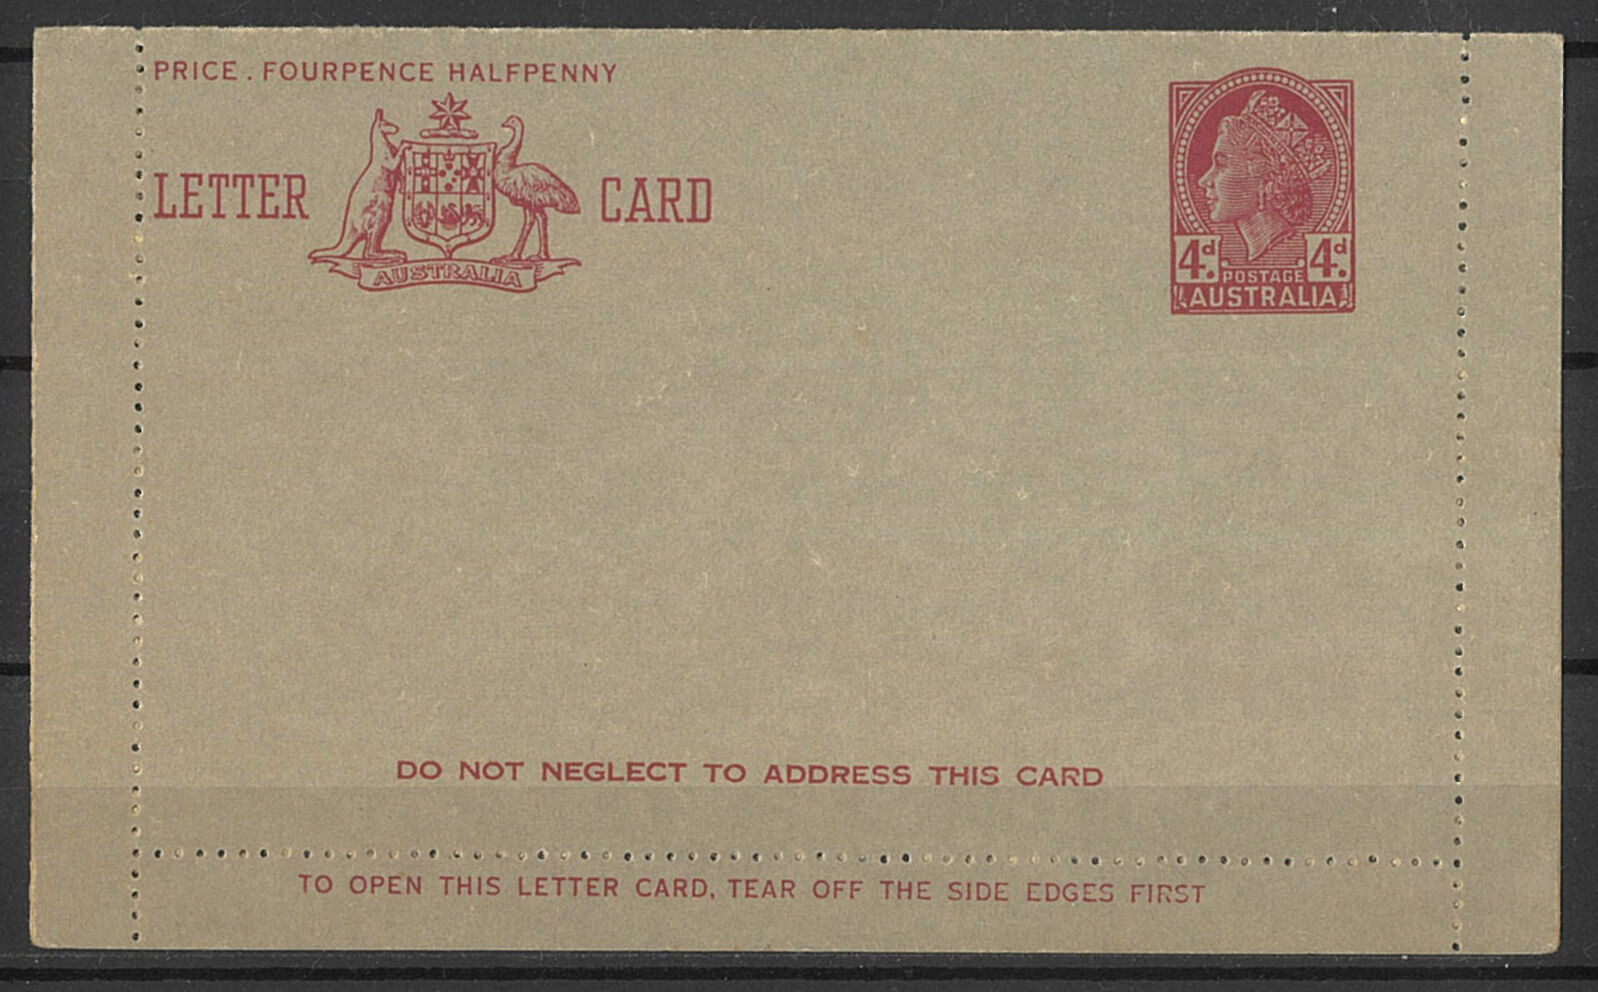 PRICE . FOURPENCE HALFPENNY
LETTER CARD
AUSTRALIA
4d. 4d.
POSTAGE
AUSTRALIA
DO NOT NEGLECT TO ADDRESS THIS CARD
TO OPEN THIS LETTER CARD, TEAR OFF THE SIDE EDGES FIRST